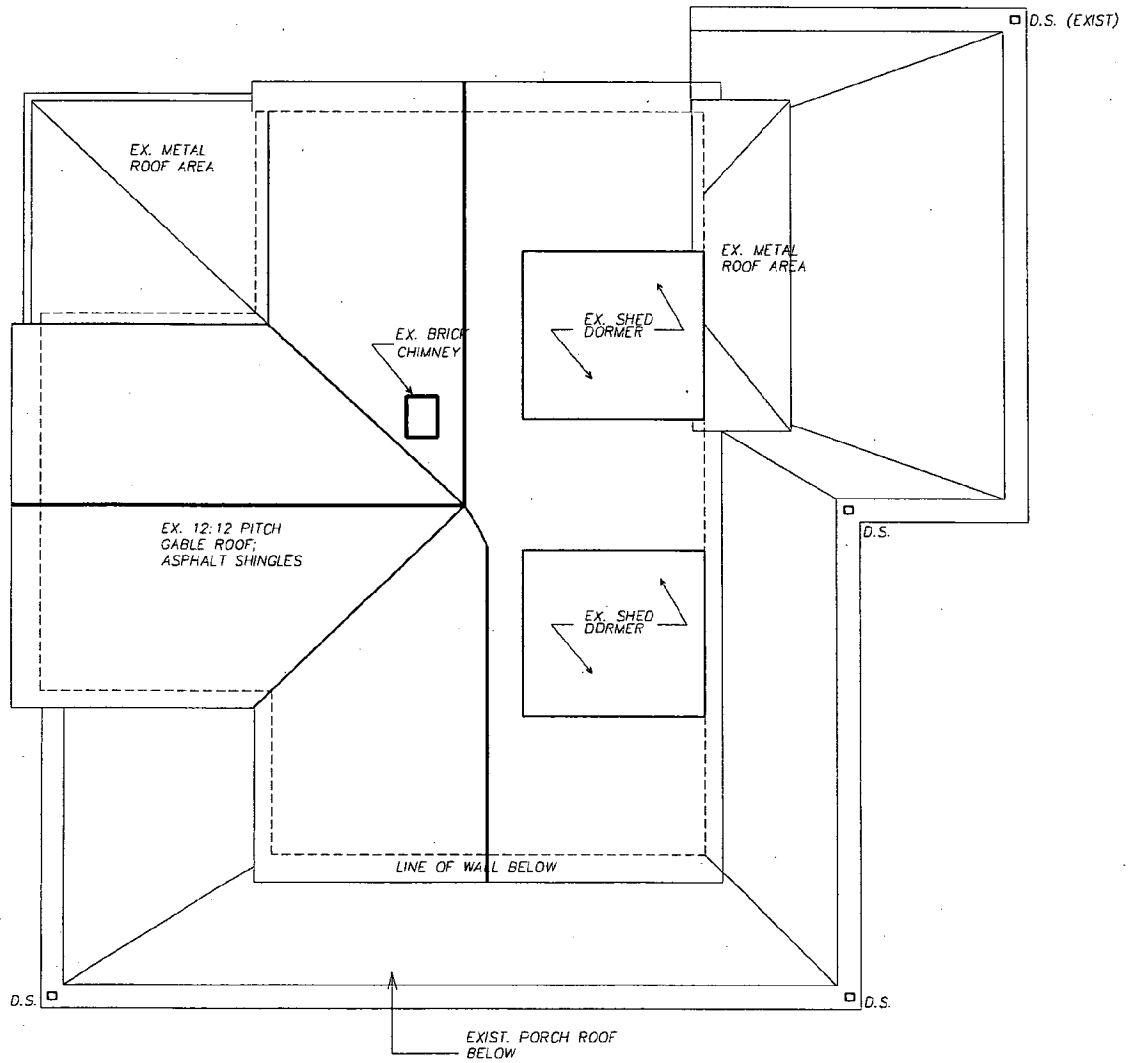 D.S. (EXIST)
EX. METAL
ROOF AREA
EX. METAL
ROOF AREA
EX. SHED
DORMER
EX. BRICK
CHIMNEY
D.S.
EX. 12:12 PITCH
GABLE ROOF;
ASPHALT SHINGLES
EX. SHED
DORMER
LINE OF WALL BELOW
D.S.
D.S.
EXIST. PORCH ROOF
BELOW